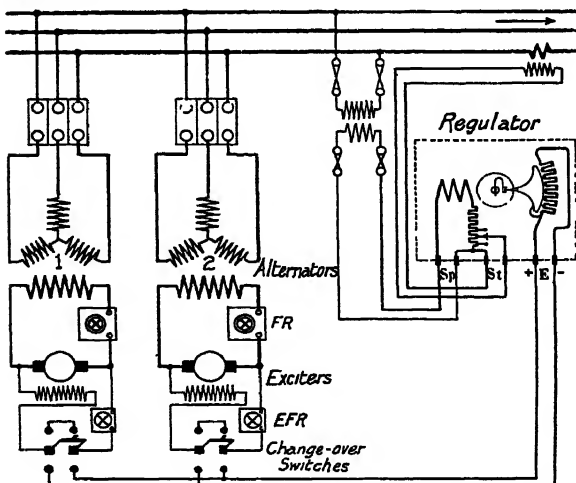 Regulator
Sp St + E -
1 2 Alternators
FR
Exciters
EFR
Change-over
Switches